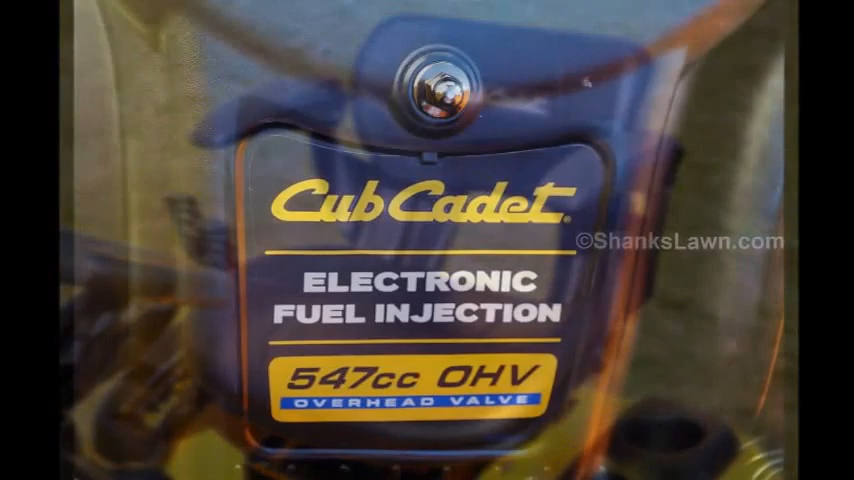 Cub Cadet®
©ShanksLawn.com
ELECTRONIC
FUEL INJECTION
547cc OHV
OVERHEAD VALVE